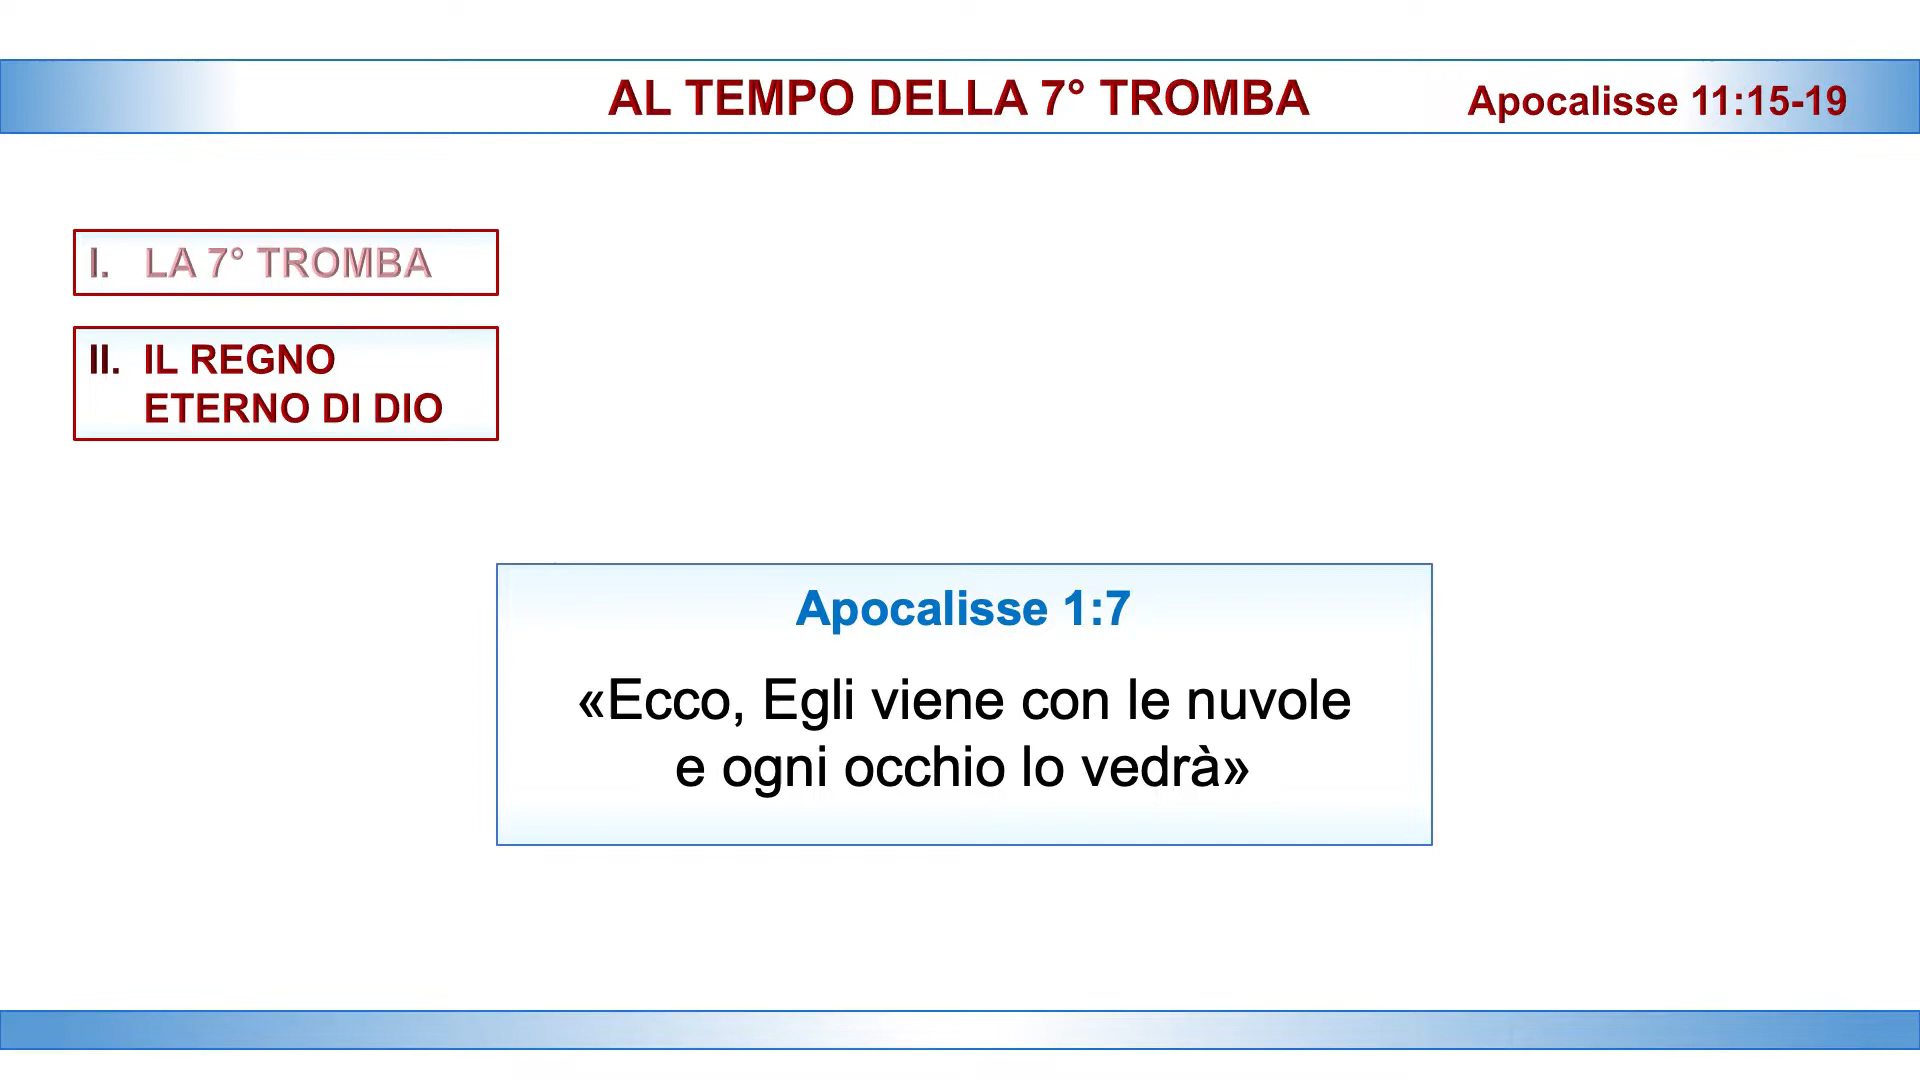 AL TEMPO DELLA 7° TROMBA
Apocalisse 11:15-19
I. LA 7° TROMBA
II. IL REGNO
ETERNO DI DIO
Apocalisse 1:7
«Ecco, Egli viene con le nuvole
e ogni occhio lo vedrà»